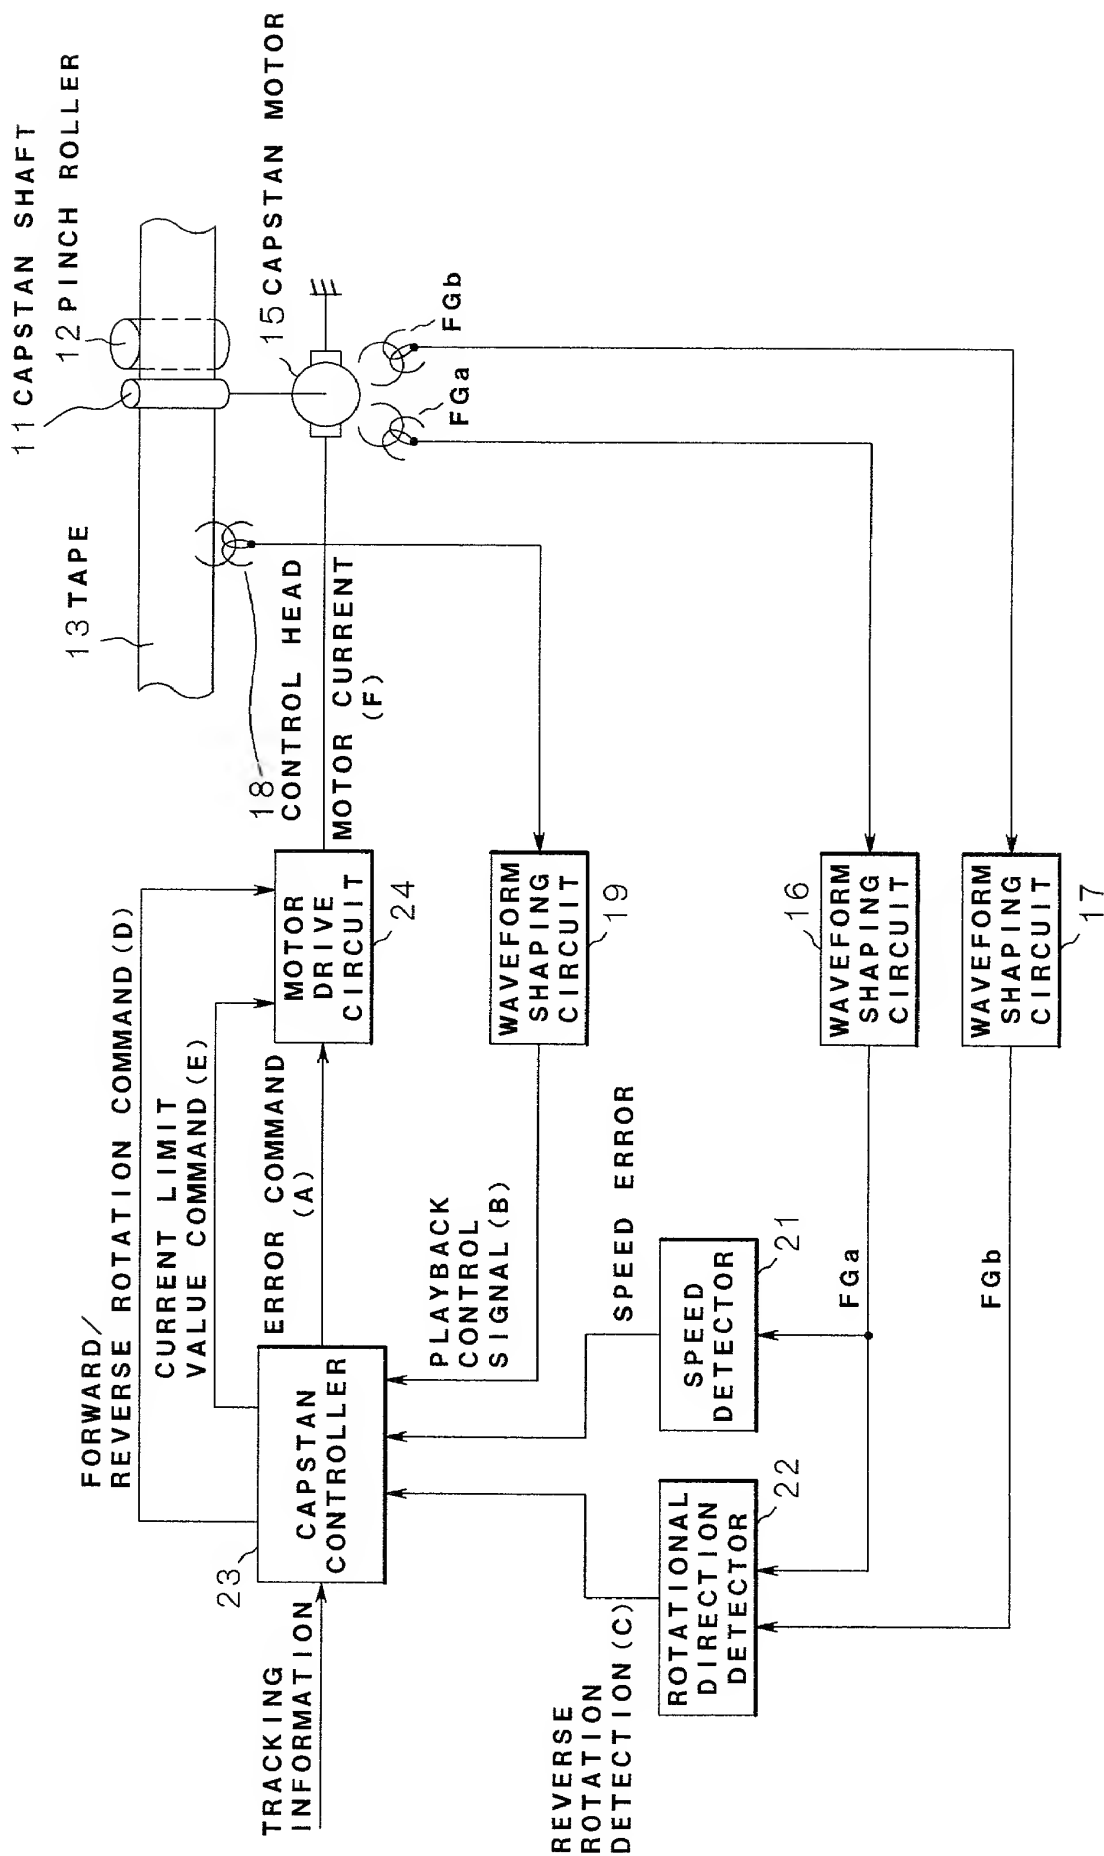 11 CAPSTAN SHAFT
12 PINCH ROLLER
13 TAPE
15 CAPSTAN MOTOR
FGa
FGb
18
CONTROL HEAD
MOTOR CURRENT
(F)
FORWARD/
REVERSE ROTATION COMMAND(D)
CURRENT LIMIT
VALUE COMMAND(E)
ERROR COMMAND
(A)
MOTOR
DRIVE
CIRCUIT
24
TRACKING
INFORMATION
23
CAPSTAN
CONTROLLER
PLAYBACK
CONTROL
SIGNAL(B)
WAVEFORM
SHAPING
CIRCUIT
19
SPEED ERROR
SPEED
DETECTOR
21
REVERSE
ROTATION
DETECTION(C)
ROTATIONAL
DIRECTION
DETECTOR
22
FGa
16
WAVEFORM
SHAPING
CIRCUIT
FGb
WAVEFORM
SHAPING
CIRCUIT
17